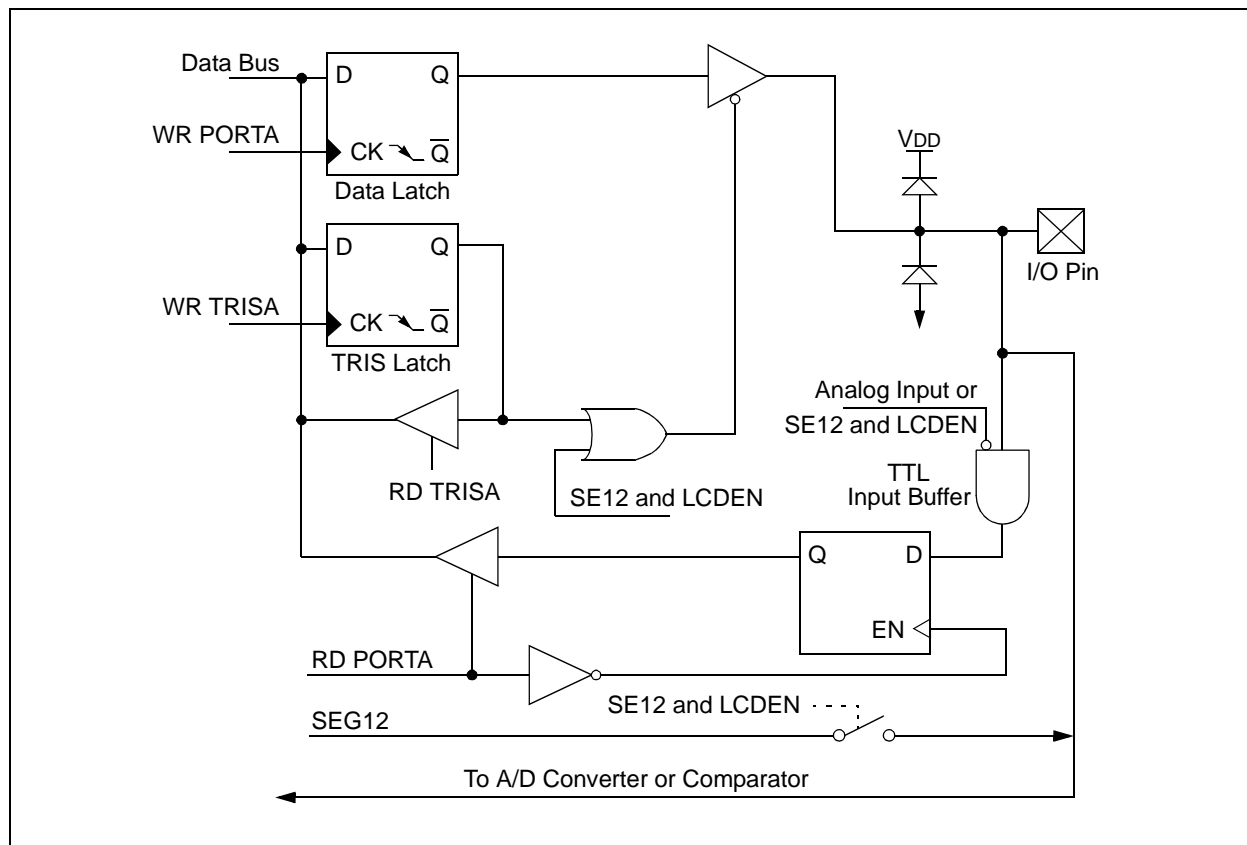 Data Bus
D Q
WR PORTA
CK Q
Data Latch
VDD
D Q
I/O Pin
WR TRISA
CK Q
TRIS Latch
Analog Input or
SE12 and LCDEN
RD TRISA
SE12 and LCDEN
TTL
Input Buffer
Q D
EN
RD PORTA
SE12 and LCDEN
SEG12
To A/D Converter or Comparator